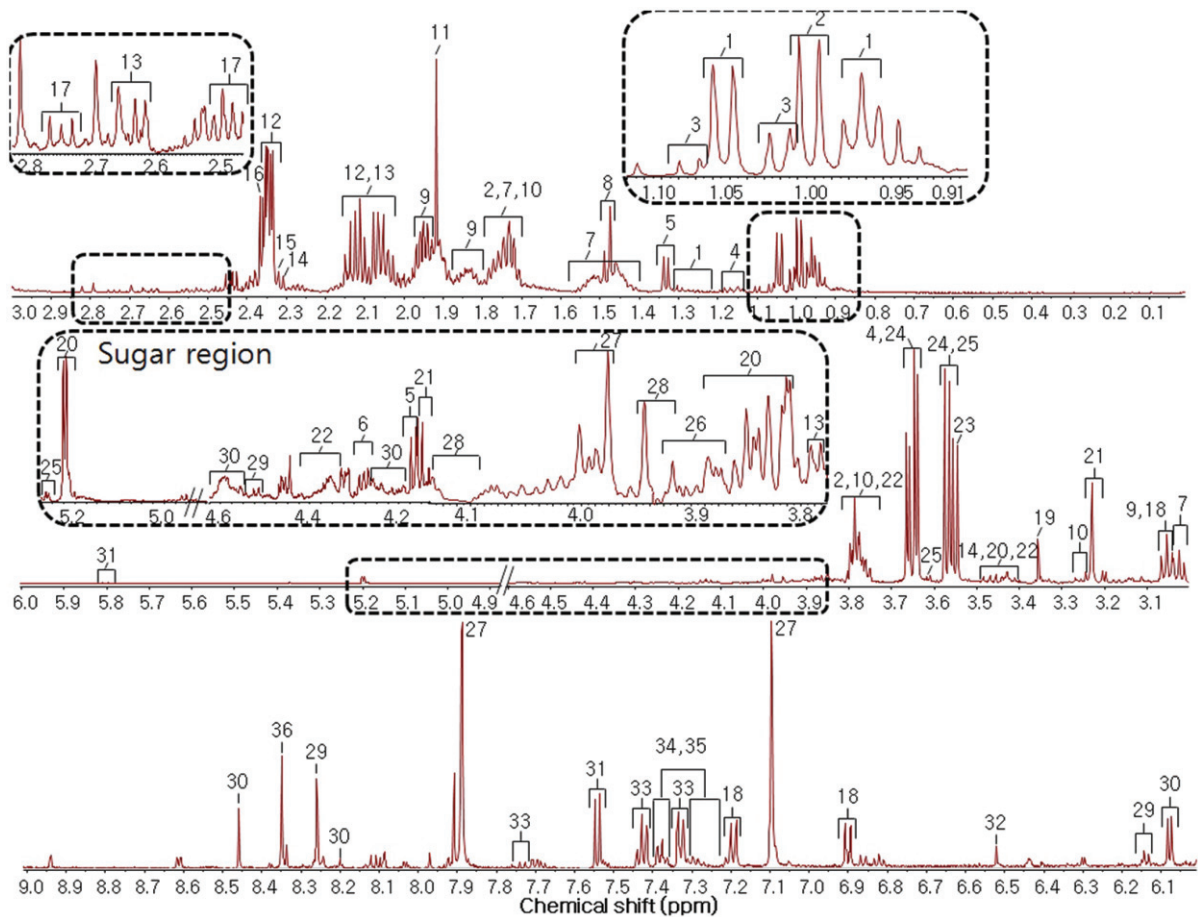 11
1 2 1
17 13 17
3 3
12
2.8 2.7 2.6 2.5
1.10 1.05 1.00 0.95 0.91
16 12,13 9 2,7,10 8
15 14 9 7 5 1 4
3.0 2.9 2.8 2.7 2.6 2.5 2.4 2.3 2.2 2.1 2.0 1.9 1.8 1.7 1.6 1.5 1.4 1.3 1.2 1.1 1.0 0.9 0.8 0.7 0.6 0.5 0.4 0.3 0.2 0.1
20 Sugar region 27 4,24 24,25
21 20
5 28
6 26 13 23
25 30 29 22 30 28
5.2 5.0 4.6 4.4 4.2 4.1 4.0 3.9 3.8
2,10,22 21
31 25 14,20,22 19 10 9,18 7
6.0 5.9 5.8 5.7 5.6 5.5 5.4 5.3 5.2 5.1 5.0 4.9 4.6 4.5 4.4 4.3 4.2 4.1 4.0 3.9 3.8 3.7 3.6 3.5 3.4 3.3 3.2 3.1
27 27
36 34,35
30 29 31 33 33 18 18 30
30 33 32 29
9.0 8.9 8.8 8.7 8.6 8.5 8.4 8.3 8.2 8.1 8.0 7.9 7.8 7.7 7.6 7.5 7.4 7.3 7.2 7.1 7.0 6.9 6.8 6.7 6.6 6.5 6.4 6.3 6.2 6.1
Chemical shift (ppm)